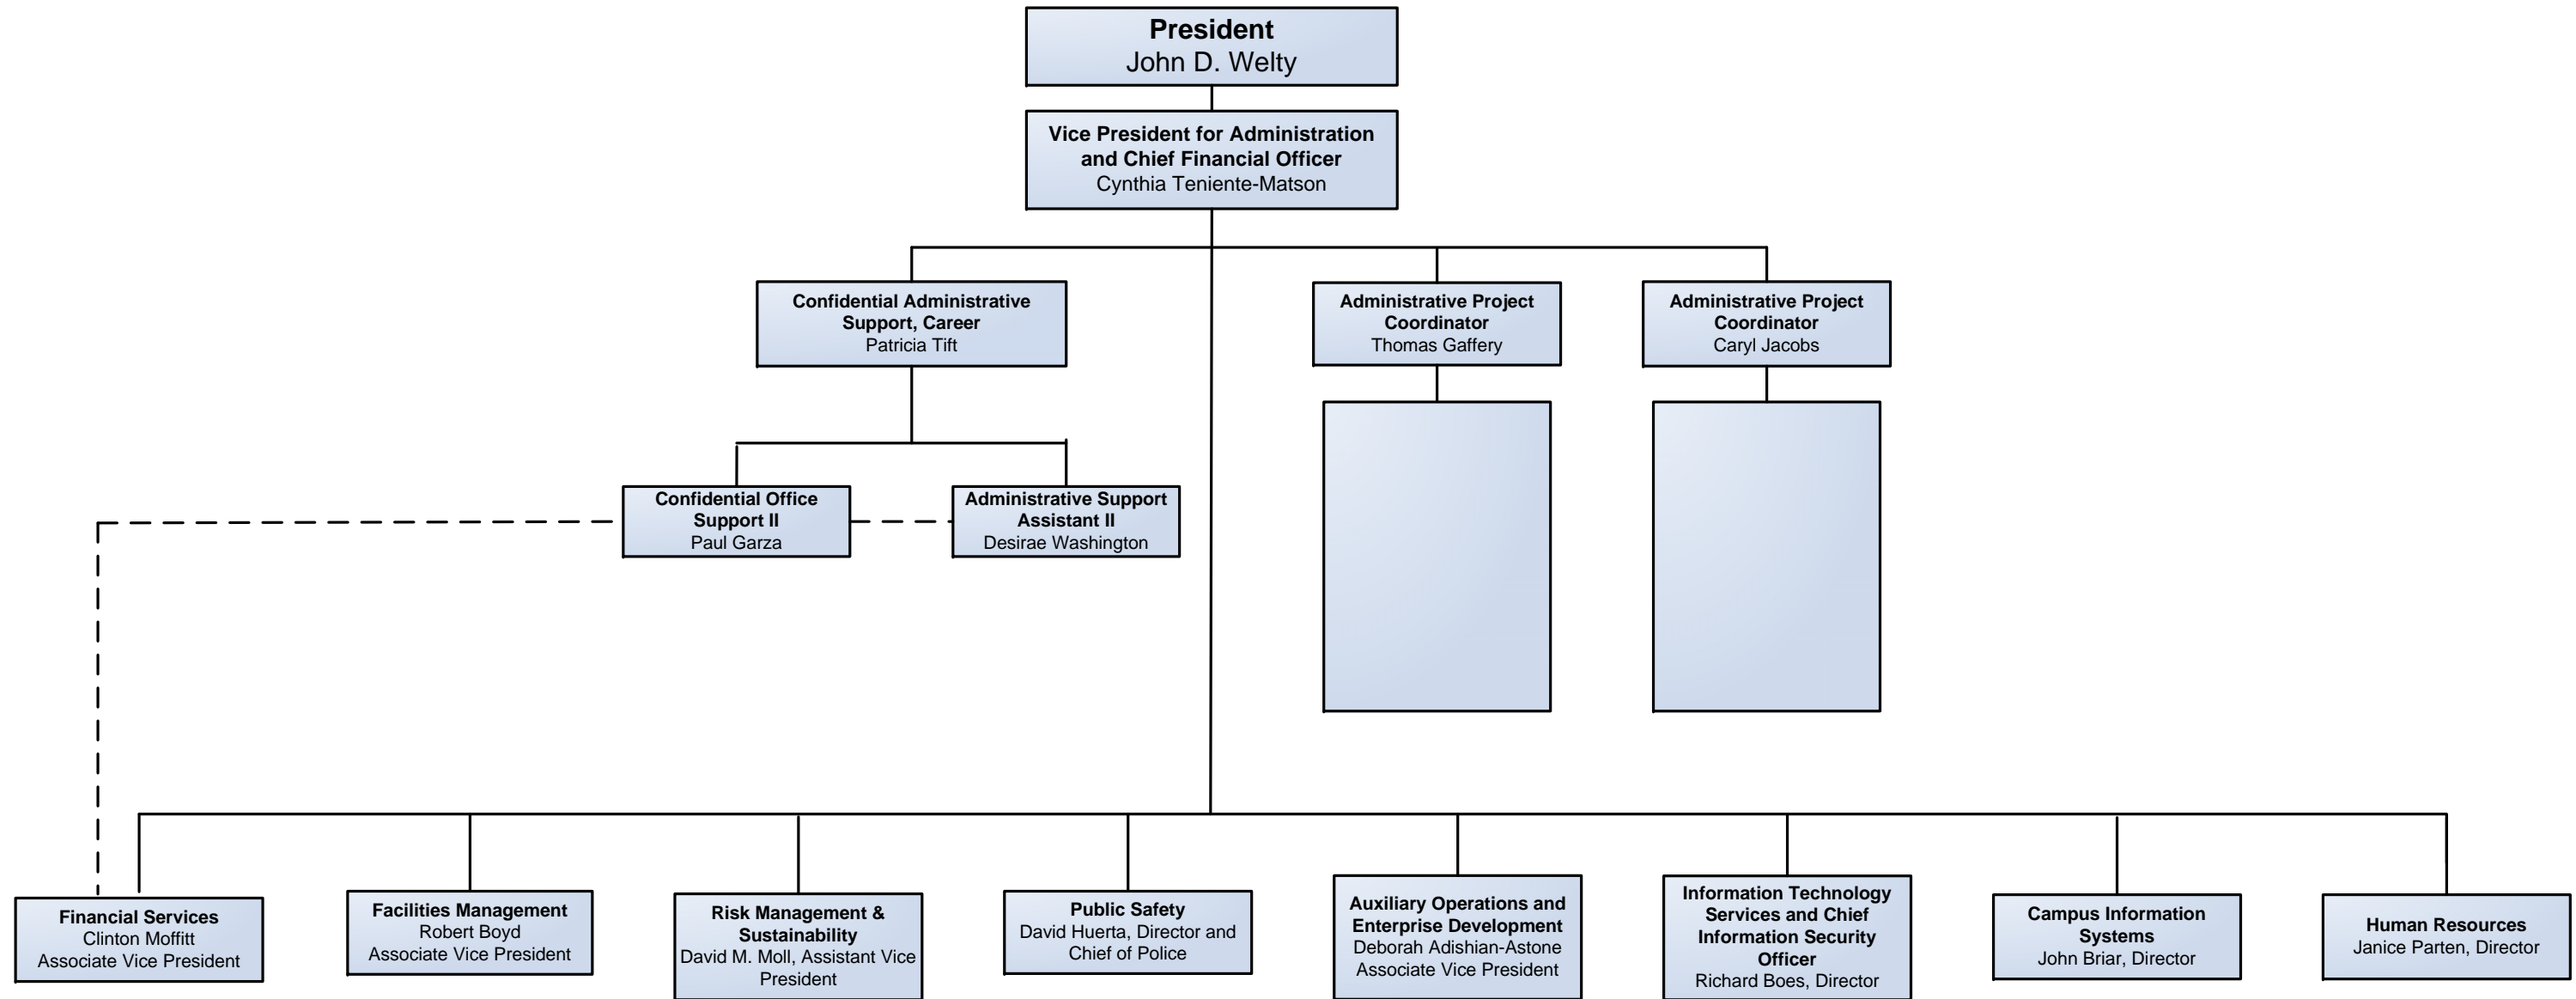 President
John D. Welty
Vice President for Administration
and Chief Financial Officer
Cynthia Teniente-Matson
Confidential Administrative
Support, Career
Patricia Tift
Administrative Project
Coordinator
Thomas Gaffery
Administrative Project
Coordinator
Caryl Jacobs
Confidential Office
Support II
Paul Garza
Administrative Support
Assistant II
Desirae Washington
Financial Services
Clinton Moffitt
Associate Vice President
Facilities Management
Robert Boyd
Associate Vice President
Risk Management &
Sustainability
David M. Moll, Assistant Vice
President
Public Safety
David Huerta, Director and
Chief of Police
Auxiliary Operations and
Enterprise Development
Deborah Adishian-Astone
Associate Vice President
Information Technology
Services and Chief
Information Security
Officer
Richard Boes, Director
Campus Information
Systems
John Briar, Director
Human Resources
Janice Parten, Director